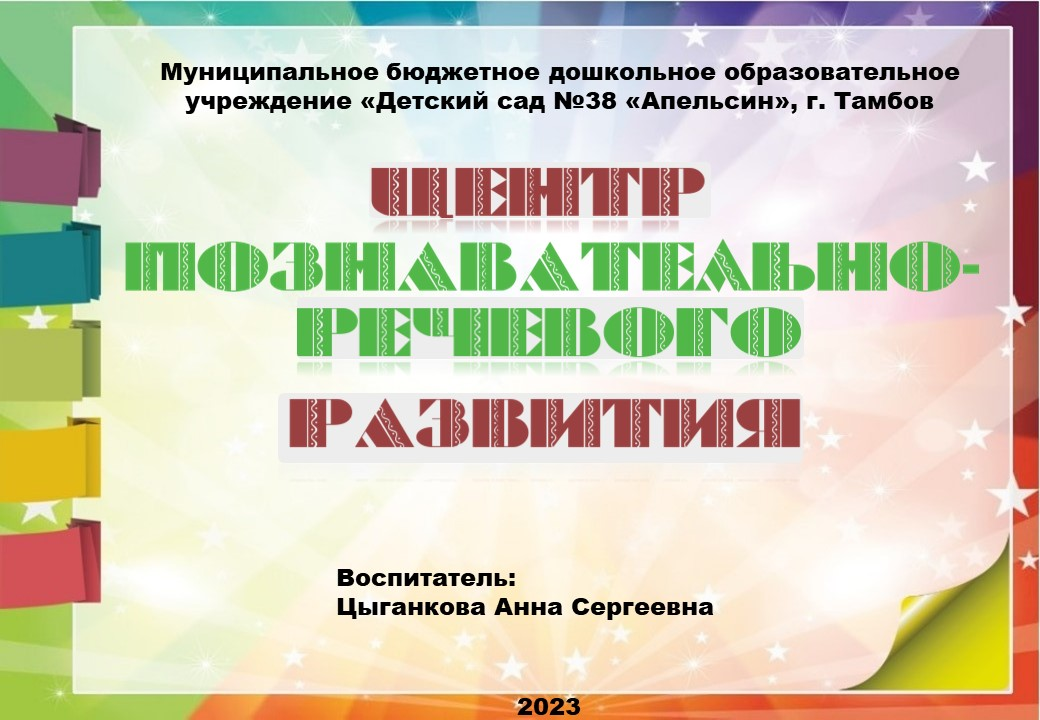 Муниципальное бюджетное дошкольное образовательное
учреждение «Детский сад №38 «Апельсин», г. Тамбов
ЦЕНТР
ПОЗНАВАТЕЛЬНО-
РЕЧЕВОГО
РАЗВИТИЯ
Воспитатель:
Цыганкова Анна Сергеевна
2023